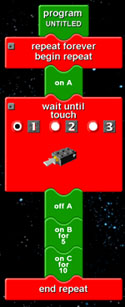 program
UNTITLED
repeat forever
begin repeat
on A
wait until
touch
1 2 3
off A
on B
for
5
on C
for
10
end repeat